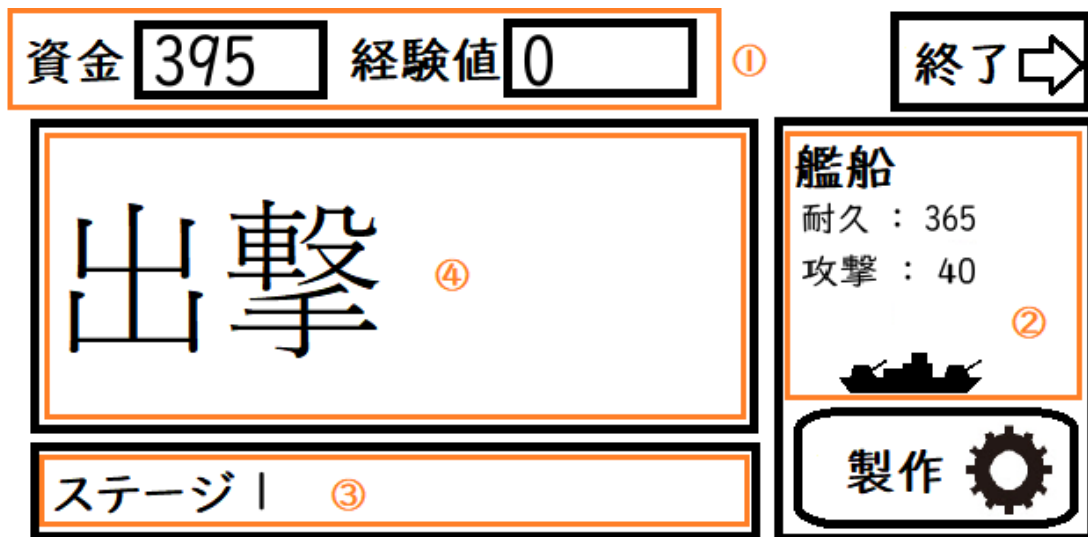 資金 395 経験値 0 ① 終了
艦船
耐久 : 365
攻撃 : 40
②
出撃 ④
製作
ステージ 1 ③